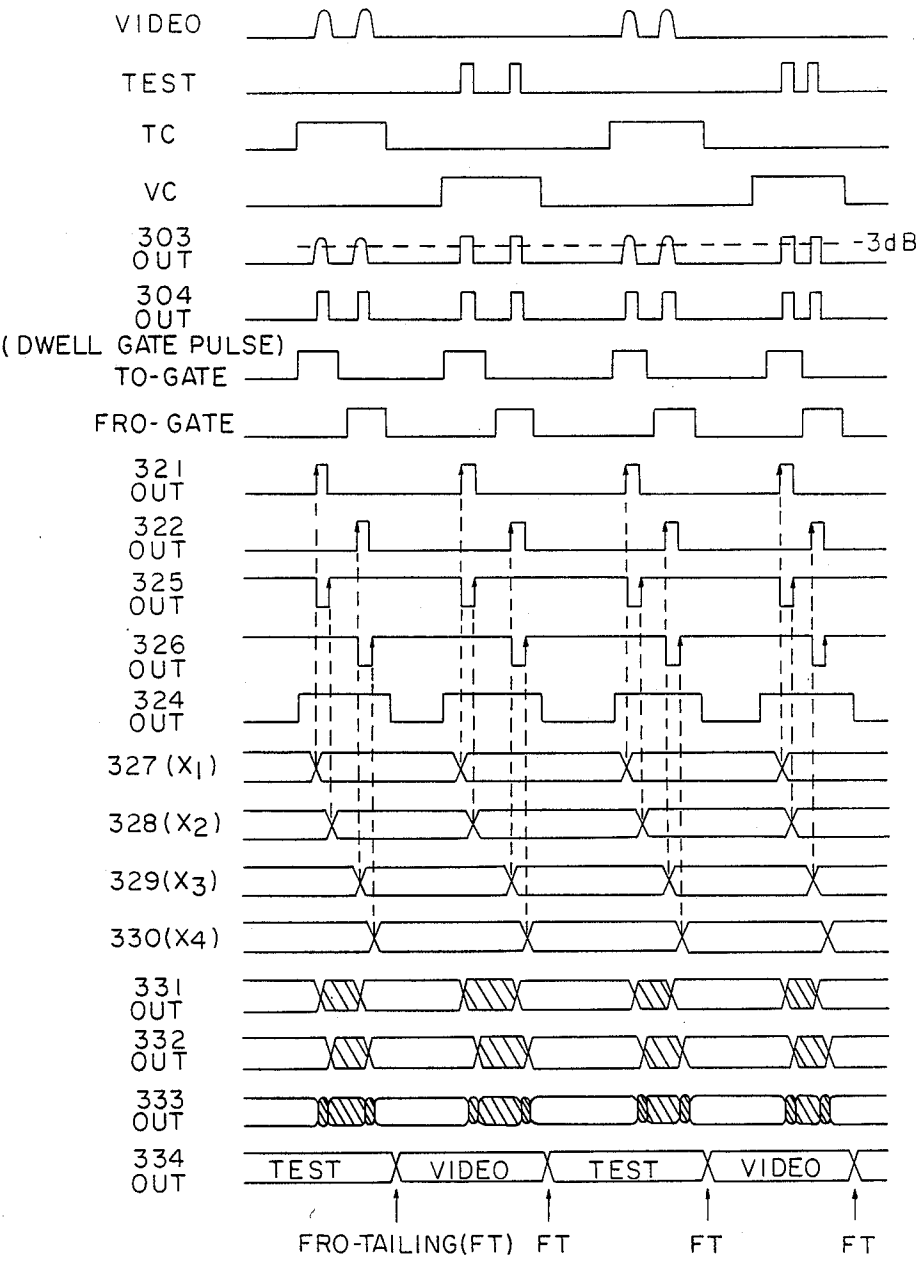 VIDEO
TEST
TC
VC
303
OUT
-3dB
304
OUT
(DWELL GATE PULSE)
TO-GATE
FRO-GATE
321
OUT
322
OUT
325
OUT
326
OUT
324
OUT
327(X1)
328(X2)
329(X3)
330(X4)
331
OUT
332
OUT
333
OUT
334
OUT
TEST VIDEO TEST VIDEO
FRO-TAILING(FT) FT FT FT